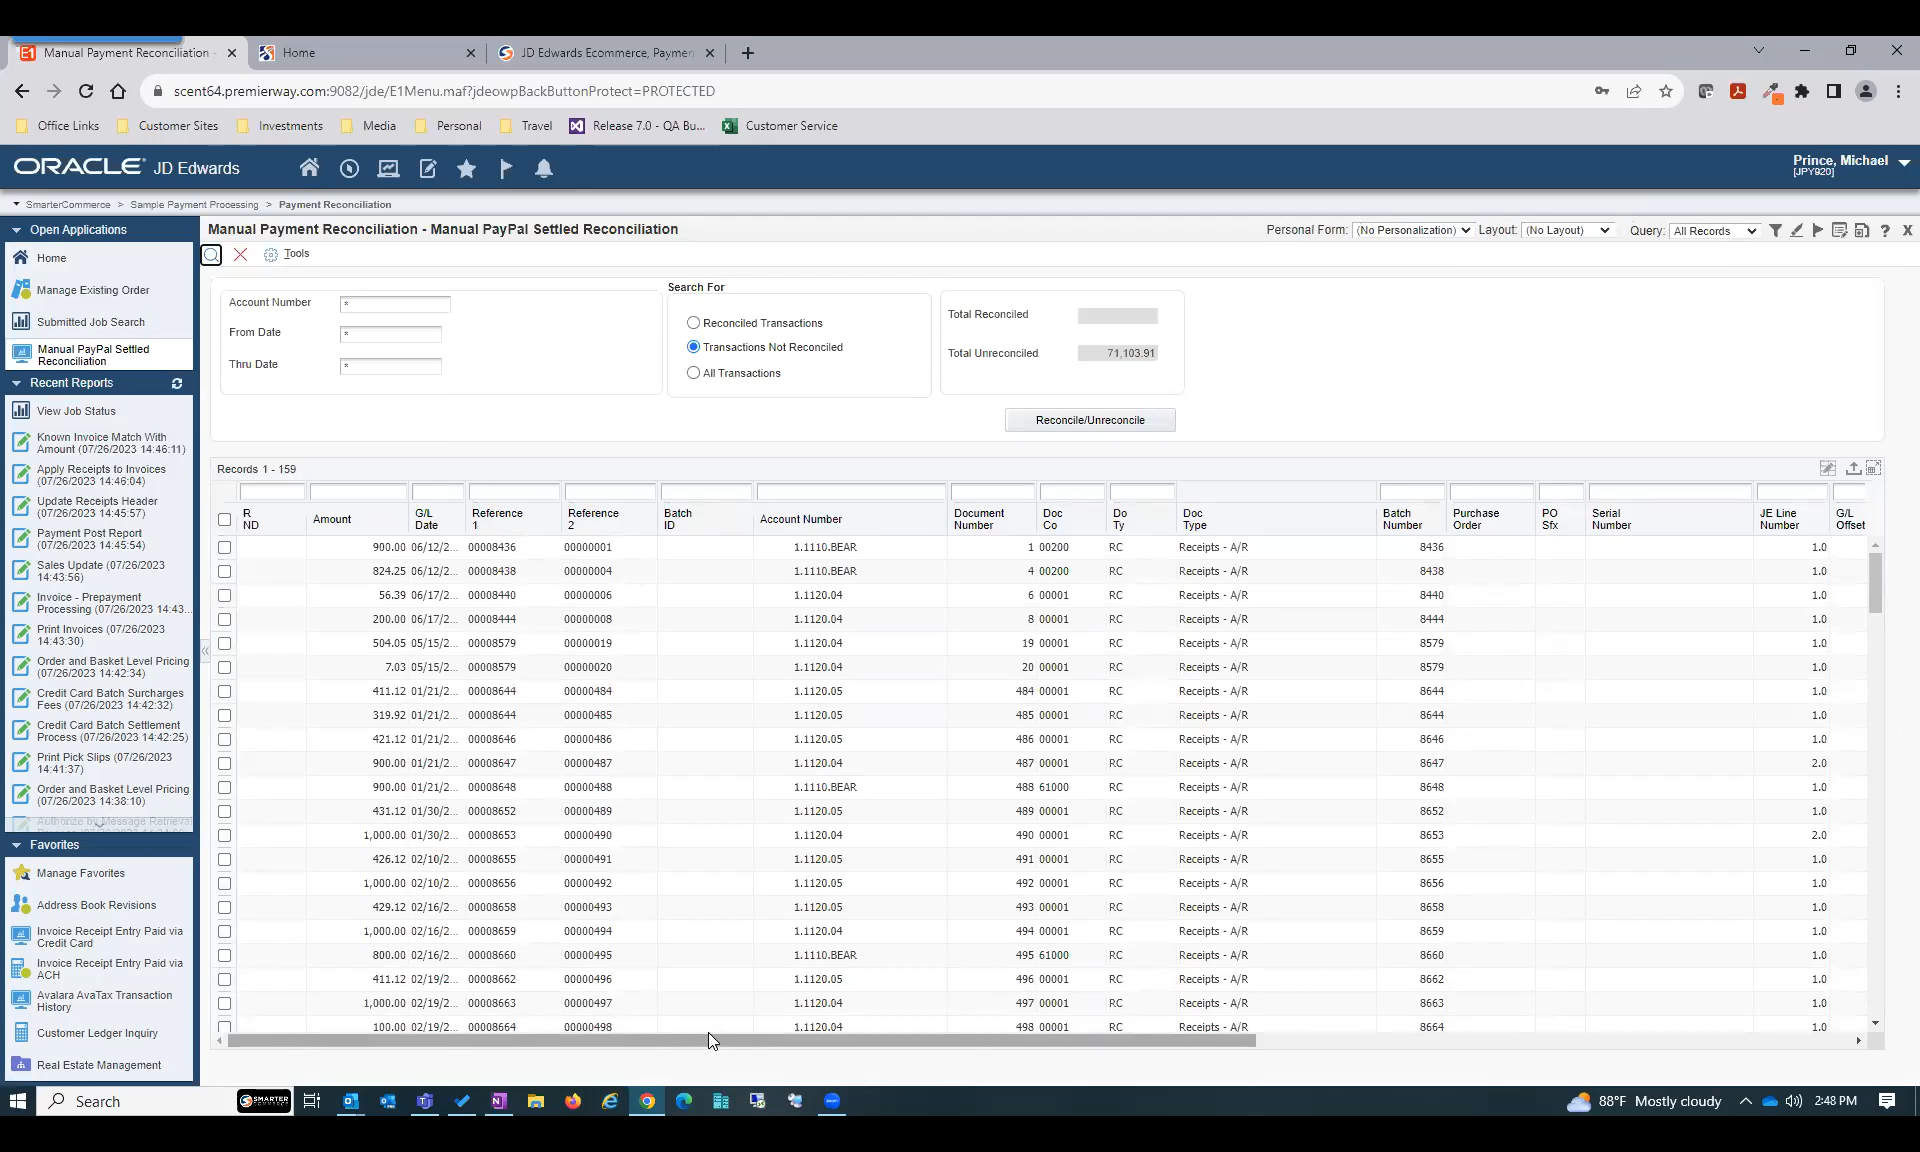 Manual Payment Reconciliation -
Home
JD Edwards Ecommerce, Paymen
scent64.premierway.com:9082/jde/E1Menu.maf?jdeowpBackButtonProtect=PROTECTED
Office Links Customer Sites Investments Media Personal Travel Release 7.0 - QA Bu... Customer Service
ORACLE JD Edwards
Prince, Michael
[JPY920]
SmarterCommerce > Sample Payment Processing > Payment Reconciliation
Open Applications
Home
Manage Existing Order
Submitted Job Search
Manual PayPal Settled
Reconciliation
Recent Reports
View Job Status
Known Invoice Match With
Amount (07/26/2023 14:46:11)
Apply Receipts to Invoices
(07/26/2023 14:46:04)
Update Receipts Header
(07/26/2023 14:45:57)
Payment Post Report
(07/26/2023 14:45:54)
Sales Update (07/26/2023
14:43:56)
Invoice - Prepayment
Processing (07/26/2023 14:43...
Print Invoices (07/26/2023
14:43:30)
Order and Basket Level Pricing
(07/26/2023 14:42:34)
Credit Card Batch Surcharges
Fees (07/26/2023 14:42:32)
Credit Card Batch Settlement
Process (07/26/2023 14:42:25)
Print Pick Slips (07/26/2023
14:41:37)
Order and Basket Level Pricing
(07/26/2023 14:38:10)
Authorize by Message Retrieval
Favorites
Manage Favorites
Address Book Revisions
Invoice Receipt Entry Paid via
Credit Card
Invoice Receipt Entry Paid via
ACH
Avalara AvaTax Transaction
History
Customer Ledger Inquiry
Real Estate Management
Manual Payment Reconciliation - Manual PayPal Settled Reconciliation
Personal Form: (No Personalization) Layout: (No Layout) Query: All Records
Tools
Account Number *
From Date *
Thru Date *
Search For
Reconciled Transactions
Transactions Not Reconciled
All Transactions
Total Reconciled
Total Unreconciled 71,103.91
Reconcile/Unreconcile
Records 1 - 159
R ND Amount G/L Date Reference 1 Reference 2 Batch ID Account Number Document Number Doc Co Do Ty Doc Type Batch Number Purchase Order PO Sfx Serial Number JE Line Number G/L Offset
900.00 06/12/2... 00008436 00000001 1.1110.BEAR 1 00200 RC Receipts - A/R 8436 1.0
824.25 06/12/2... 00008438 00000004 1.1110.BEAR 4 00200 RC Receipts - A/R 8438 1.0
56.39 06/17/2... 00008440 00000006 1.1120.04 6 00001 RC Receipts - A/R 8440 1.0
200.00 06/17/2... 00008444 00000008 1.1120.04 8 00001 RC Receipts - A/R 8444 1.0
504.05 05/15/2... 00008579 00000019 1.1120.04 19 00001 RC Receipts - A/R 8579 1.0
7.03 05/15/2... 00008579 00000020 1.1120.04 20 00001 RC Receipts - A/R 8579 1.0
411.12 01/21/2... 00008644 00000484 1.1120.05 484 00001 RC Receipts - A/R 8644 1.0
319.92 01/21/2... 00008644 00000485 1.1120.05 485 00001 RC Receipts - A/R 8644 1.0
421.12 01/21/2... 00008646 00000486 1.1120.05 486 00001 RC Receipts - A/R 8646 1.0
900.00 01/21/2... 00008647 00000487 1.1120.04 487 00001 RC Receipts - A/R 8647 2.0
900.00 01/21/2... 00008648 00000488 1.1110.BEAR 488 61000 RC Receipts - A/R 8648 1.0
431.12 01/30/2... 00008652 00000489 1.1120.05 489 00001 RC Receipts - A/R 8652 1.0
1,000.00 01/30/2... 00008653 00000490 1.1120.04 490 00001 RC Receipts - A/R 8653 2.0
426.12 02/10/2... 00008655 00000491 1.1120.05 491 00001 RC Receipts - A/R 8655 1.0
1,000.00 02/10/2... 00008656 00000492 1.1120.05 492 00001 RC Receipts - A/R 8656 1.0
429.12 02/16/2... 00008658 00000493 1.1120.05 493 00001 RC Receipts - A/R 8658 1.0
1,000.00 02/16/2... 00008659 00000494 1.1120.04 494 00001 RC Receipts - A/R 8659 1.0
800.00 02/16/2... 00008660 00000495 1.1110.BEAR 495 61000 RC Receipts - A/R 8660 1.0
411.12 02/19/2... 00008662 00000496 1.1120.05 496 00001 RC Receipts - A/R 8662 1.0
1,000.00 02/19/2... 00008663 00000497 1.1120.04 497 00001 RC Receipts - A/R 8663 1.0
100.00 02/19/2... 00008664 00000498 1.1120.04 498 00001 RC Receipts - A/R 8664 1.0
Search
SMARTER
88°F Mostly cloudy
2:48 PM